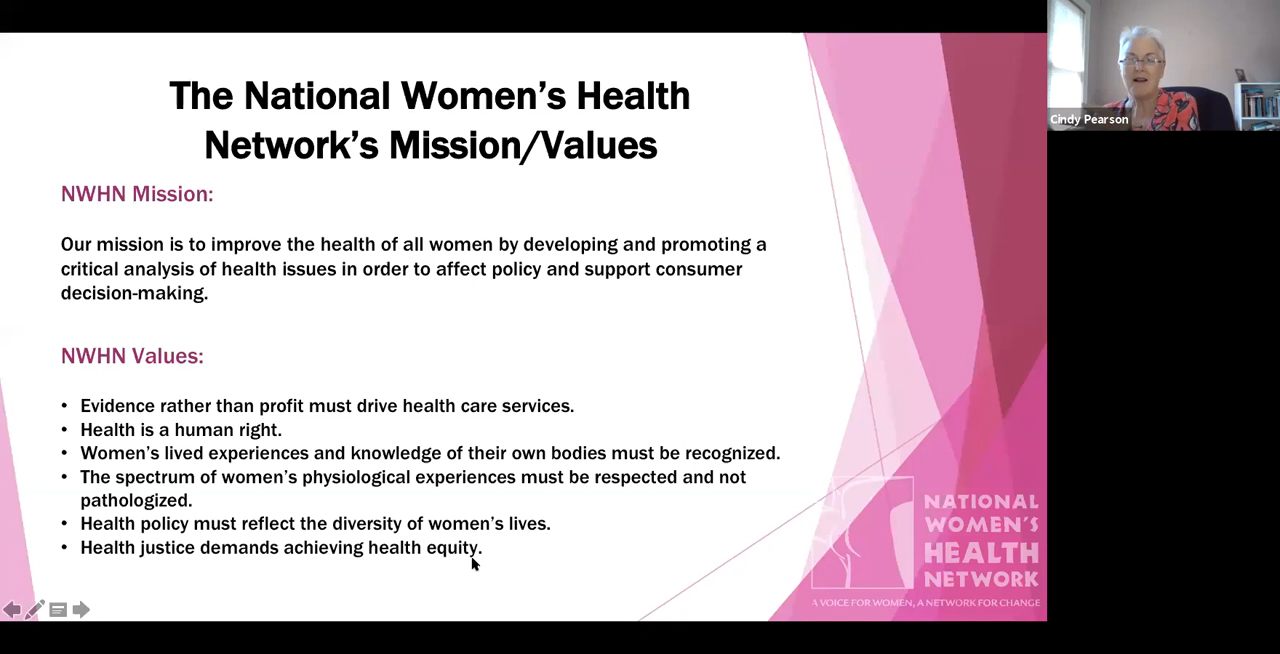 The National Women’s Health
Network’s Mission/Values
NWHN Mission:
Our mission is to improve the health of all women by developing and promoting a
critical analysis of health issues in order to affect policy and support consumer
decision-making.
NWHN Values:
• Evidence rather than profit must drive health care services.
• Health is a human right.
• Women’s lived experiences and knowledge of their own bodies must be recognized.
• The spectrum of women’s physiological experiences must be respected and not
pathologized.
• Health policy must reflect the diversity of women’s lives.
• Health justice demands achieving health equity.
NATIONAL
WOMEN’S
HEALTH
NETWORK
A VOICE FOR WOMEN, A NETWORK FOR CHANGE
Cindy Pearson